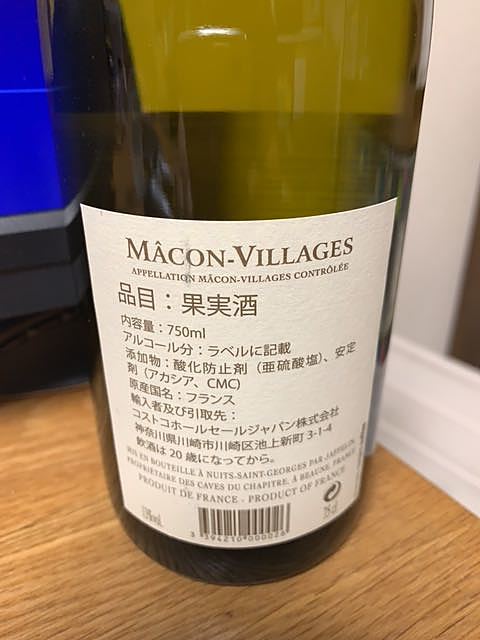 MÂCON-VILLAGES
APPELLATION MÂCON-VILLAGES CONTRÔLÉE
品目：果実酒
内容量：750ml
アルコール分：ラベルに記載
添加物：酸化防止剤（亜硫酸塩）、安定
剤（アカシア、CMC）
原産国名：フランス
輸入者及び引取先：
コストコホールセールジャパン株式会社
神奈川県川崎市川崎区池上新町 3-1-4
飲酒は 20 歳になってから。
MIS EN BOUTEILLE À NUITS-SAINT-GEORGES PAR JAFFELIN
PROPRIÉTAIRE DES CAVES DU CHAPITRE, À BEAUNE, FRANCE
PRODUIT DE FRANCE - PRODUCT OF FRANCE
75 cl
3 394210 000028